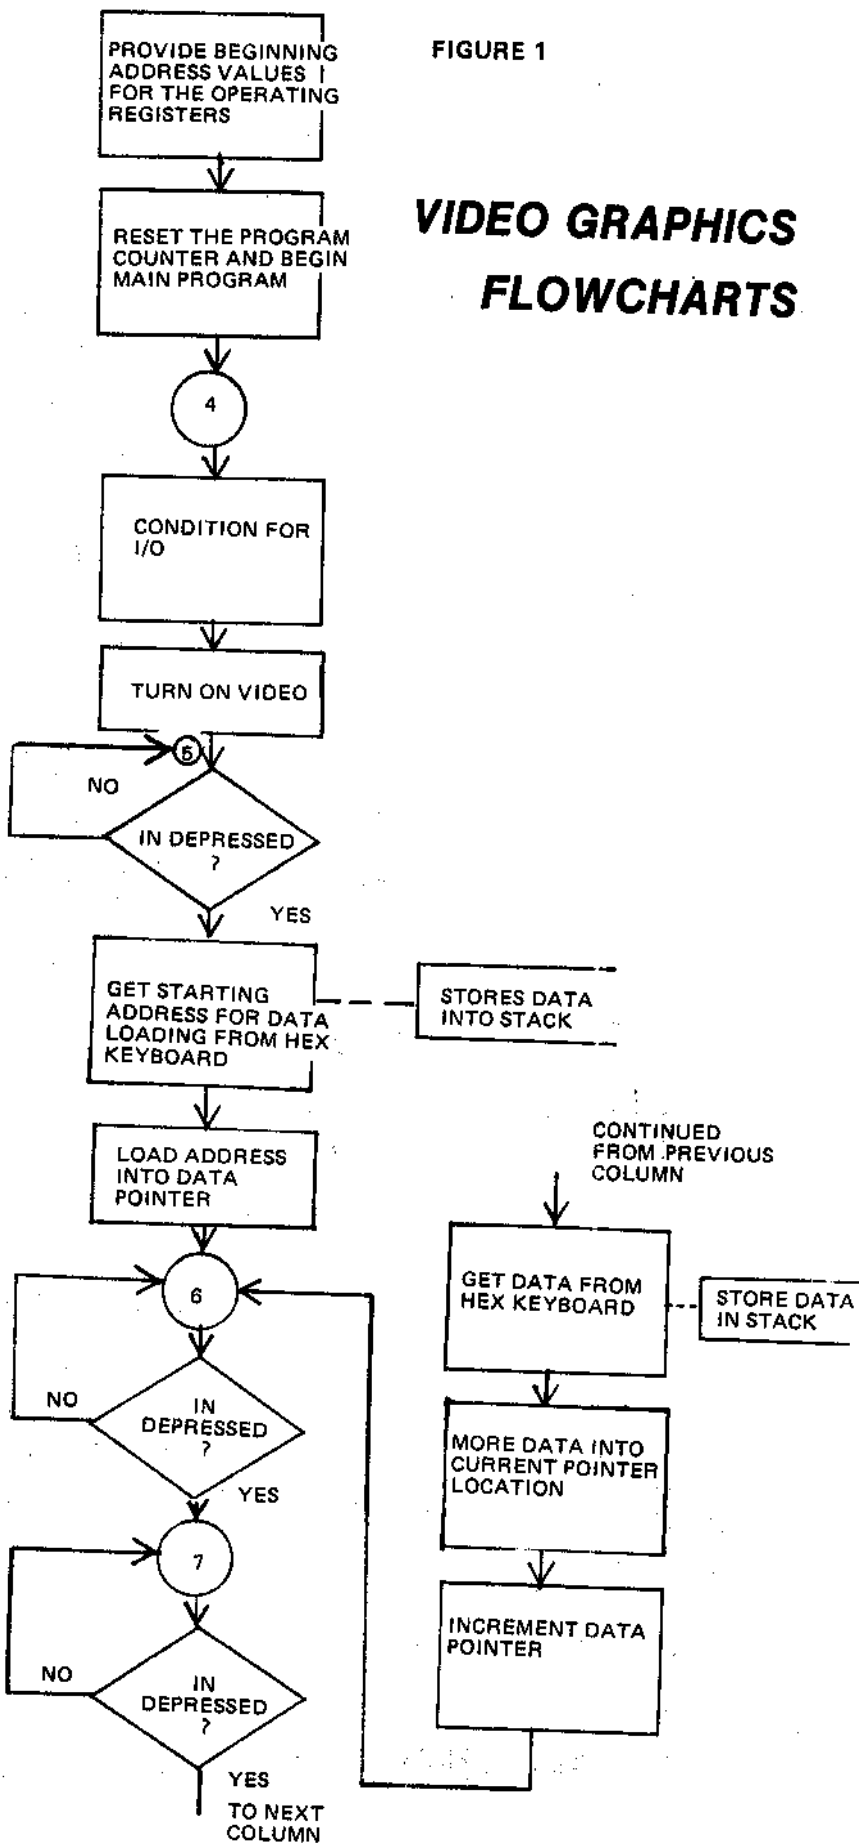 PROVIDE BEGINNING
ADDRESS VALUES
FOR THE OPERATING
REGISTERS
FIGURE 1
VIDEO GRAPHICS
FLOWCHARTS
RESET THE PROGRAM
COUNTER AND BEGIN
MAIN PROGRAM
4
CONDITION FOR
I/O
TURN ON VIDEO
5
NO
IN DEPRESSED
?
YES
GET STARTING
ADDRESS FOR DATA
LOADING FROM HEX
KEYBOARD
STORES DATA
INTO STACK
LOAD ADDRESS
INTO DATA
POINTER
6
NO
IN
DEPRESSED
?
YES
7
NO
IN
DEPRESSED
?
YES
TO NEXT
COLUMN
CONTINUED
FROM PREVIOUS
COLUMN
GET DATA FROM
HEX KEYBOARD
STORE DATA
IN STACK
MORE DATA INTO
CURRENT POINTER
LOCATION
INCREMENT DATA
POINTER